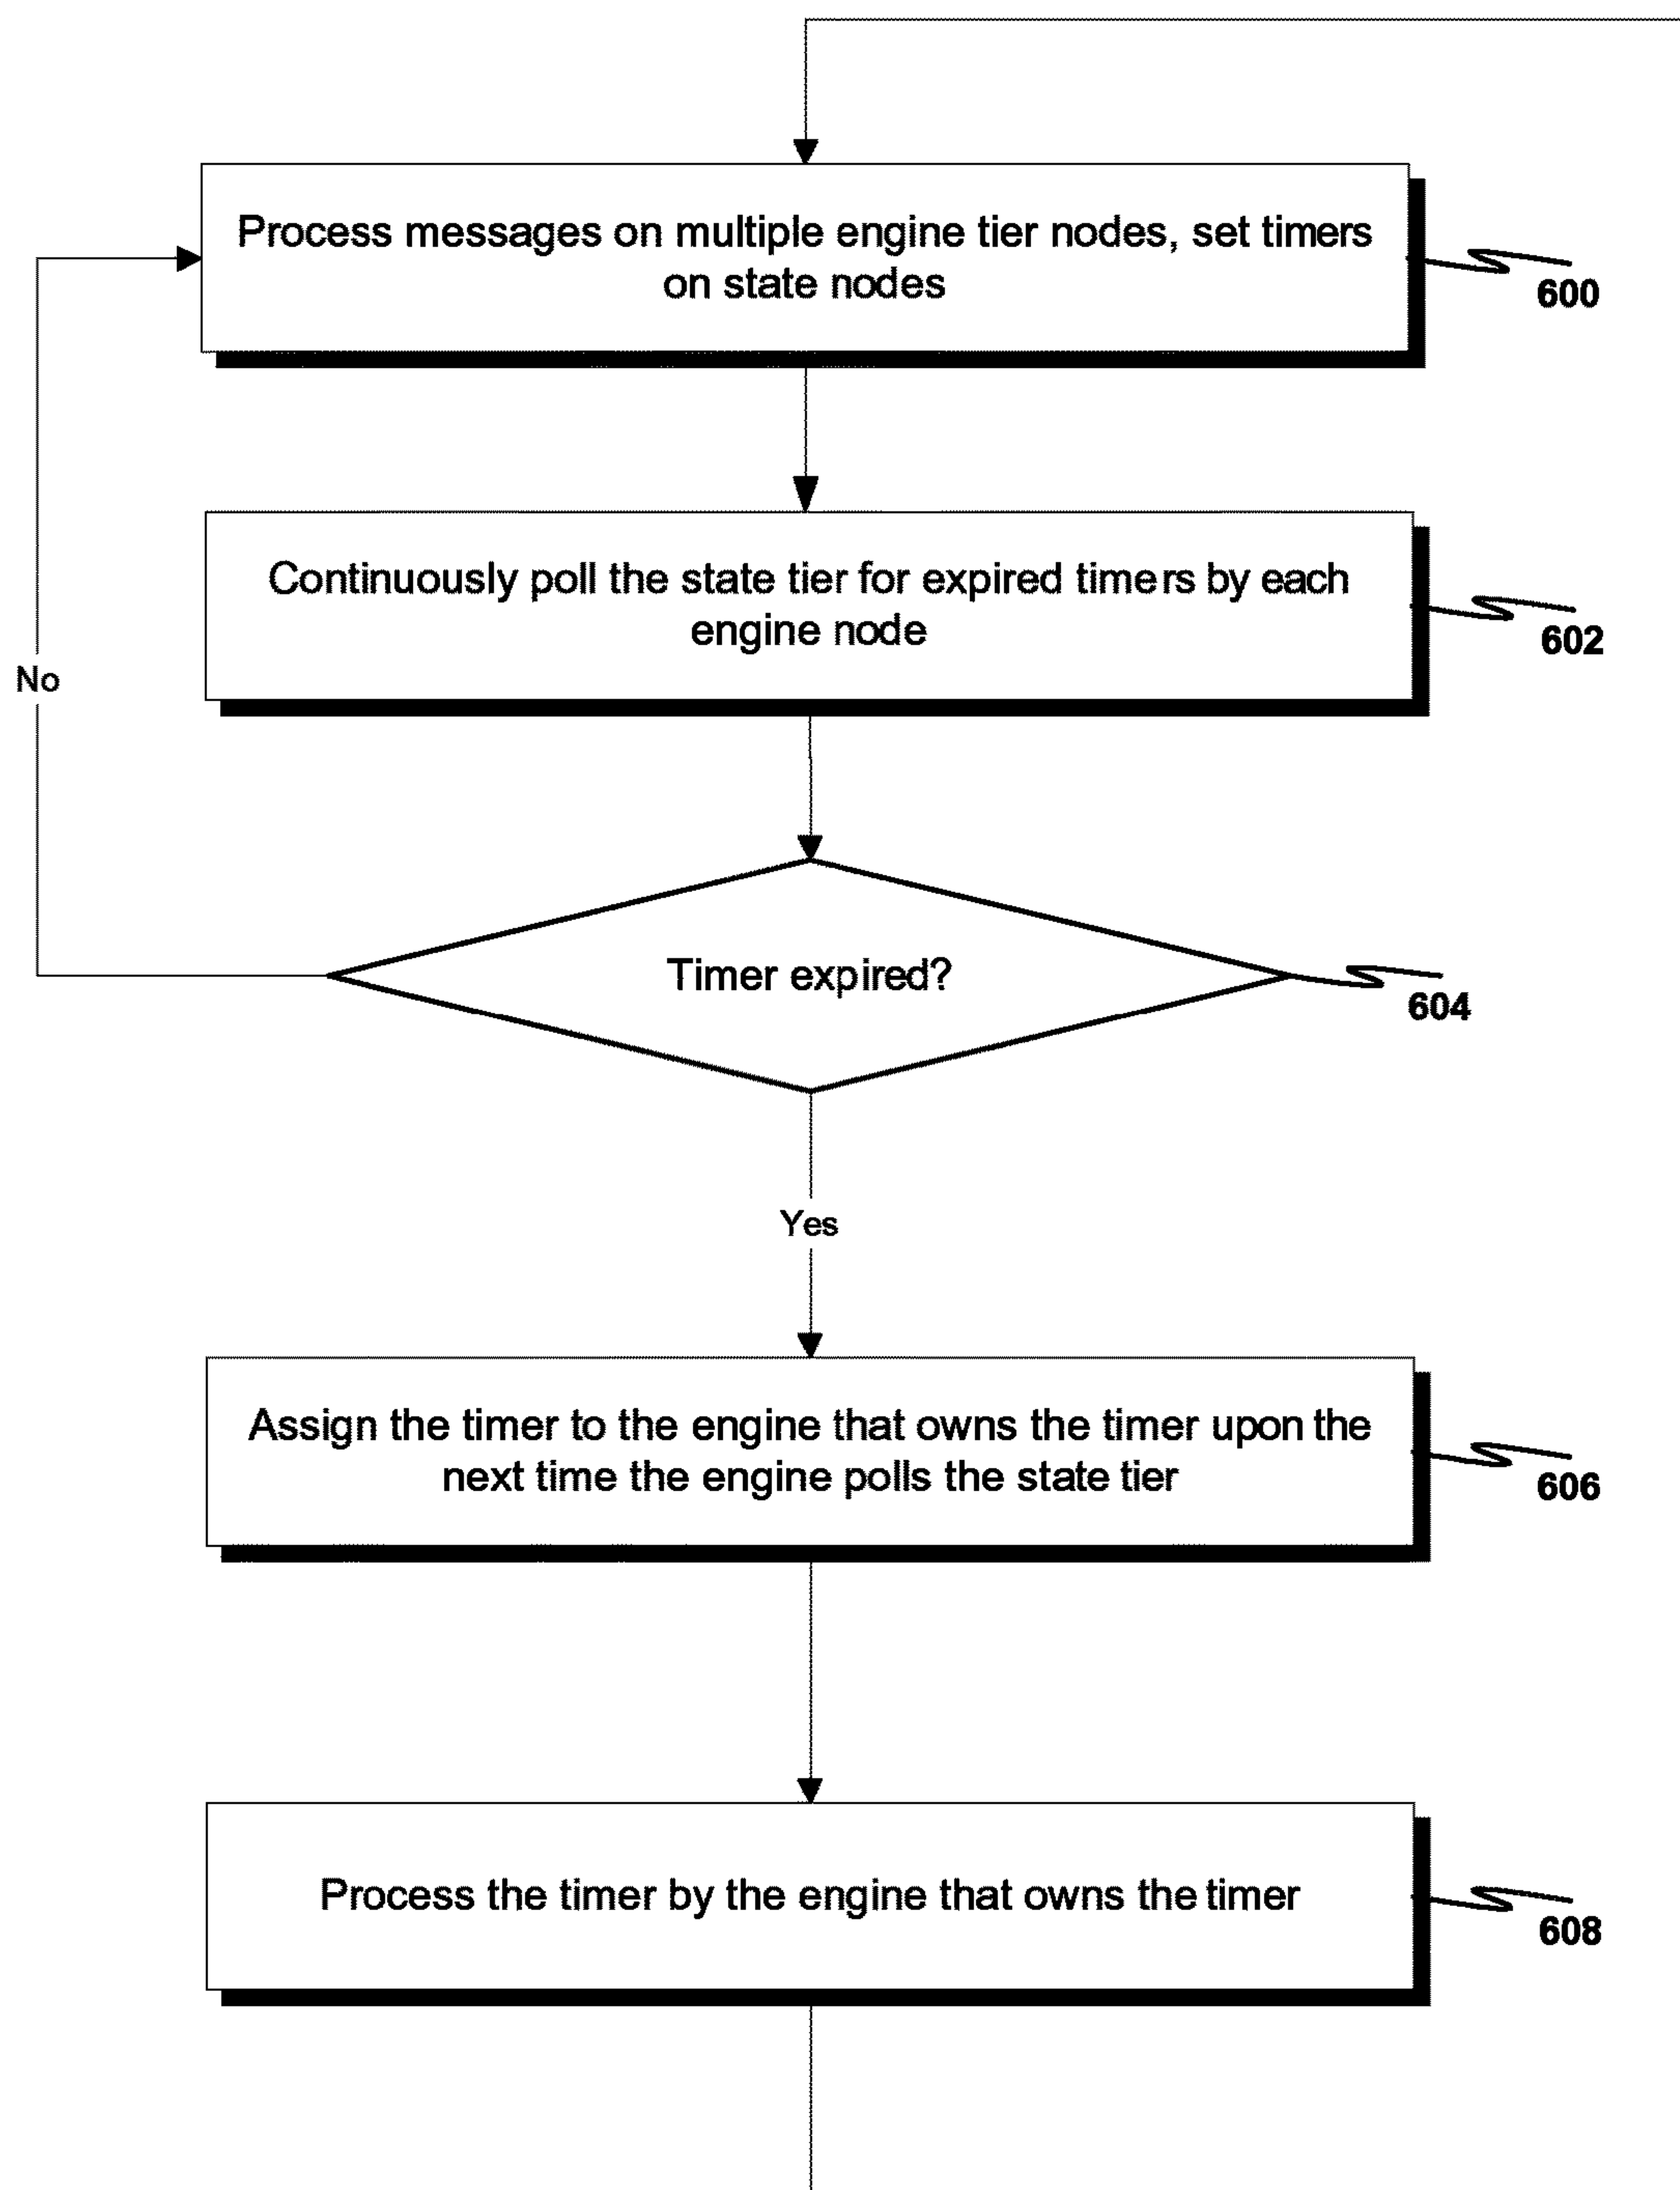 Process messages on multiple engine tier nodes, set timers
on state nodes
600
Continuously poll the state tier for expired timers by each
engine node
602
No
Timer expired?
604
Yes
Assign the timer to the engine that owns the timer upon the
next time the engine polls the state tier
606
Process the timer by the engine that owns the timer
608